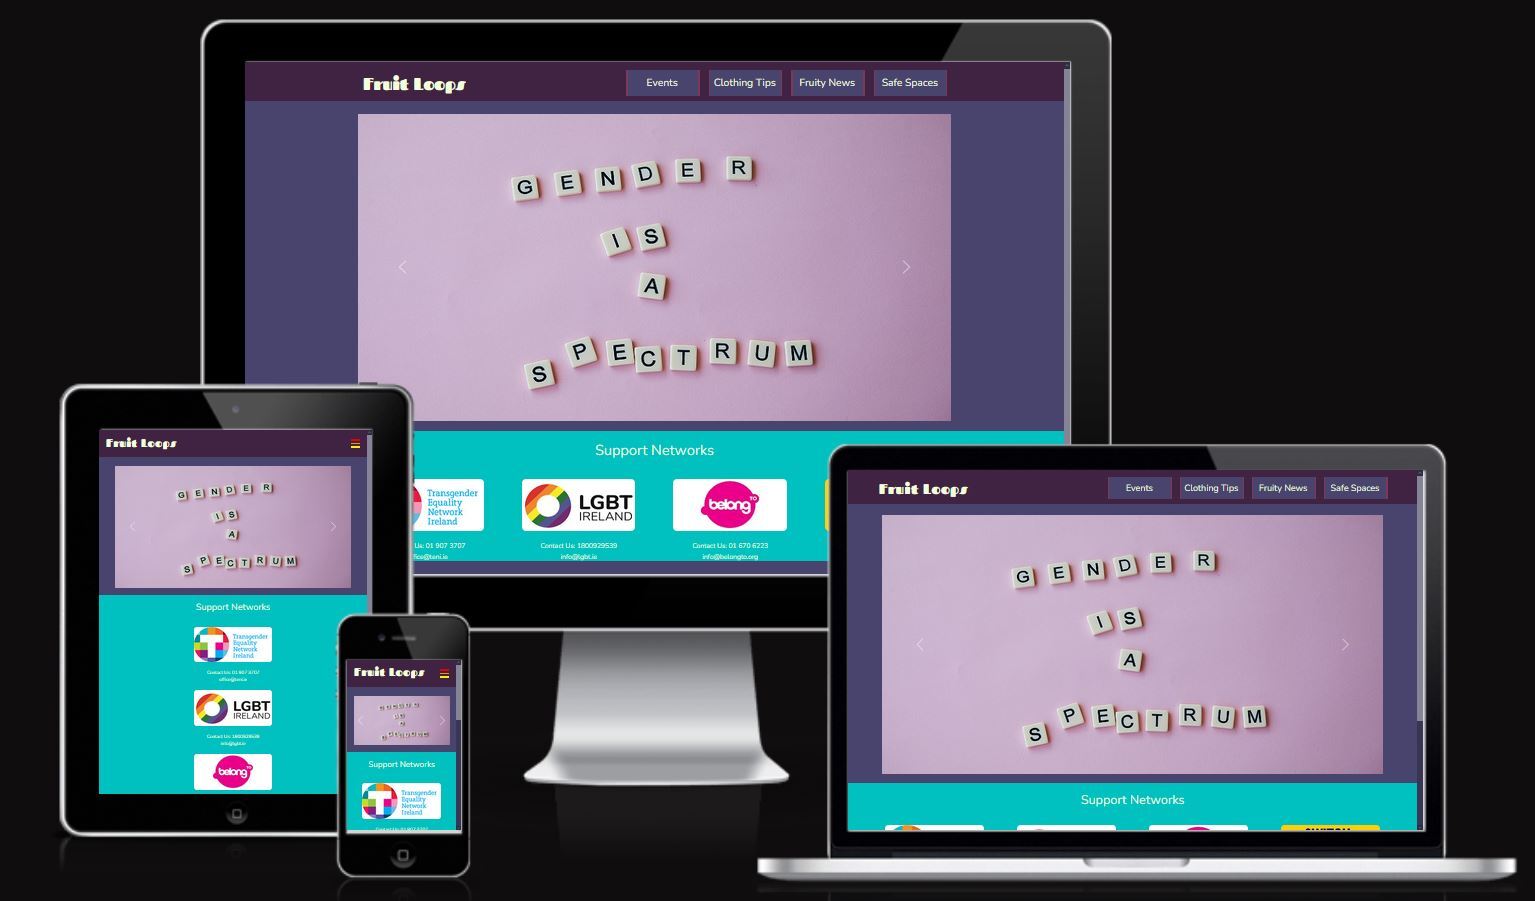 Fruit Loops
Events
Clothing Tips
Fruity News
Safe Spaces
GENDER
IS
A
SPECTRUM
Support Networks
Transgender
Equality
Network
Ireland
Us: 01 907 3707
fice@teni.ie
LGBT
IRELAND
Contact Us: 1800929539
info@lgbt.ie
belong TO
Contact Us: 01 670 6223
info@belongto.org
Fruit Loops
GENDER
IS
A
SPECTRUM
Support Networks
Transgender
Equality
Network
Ireland
Contact Us: 01 907 3707
office@teni.ie
LGBT
IRELAND
Contact Us: 1800929539
info@lgbt.ie
belong TO
Fruit Loops
Support Networks
Transgender
Equality
Network
Ireland
Fruit Loops
Events
Clothing Tips
Fruity News
Safe Spaces
GENDER
IS
A
SPECTRUM
Support Networks